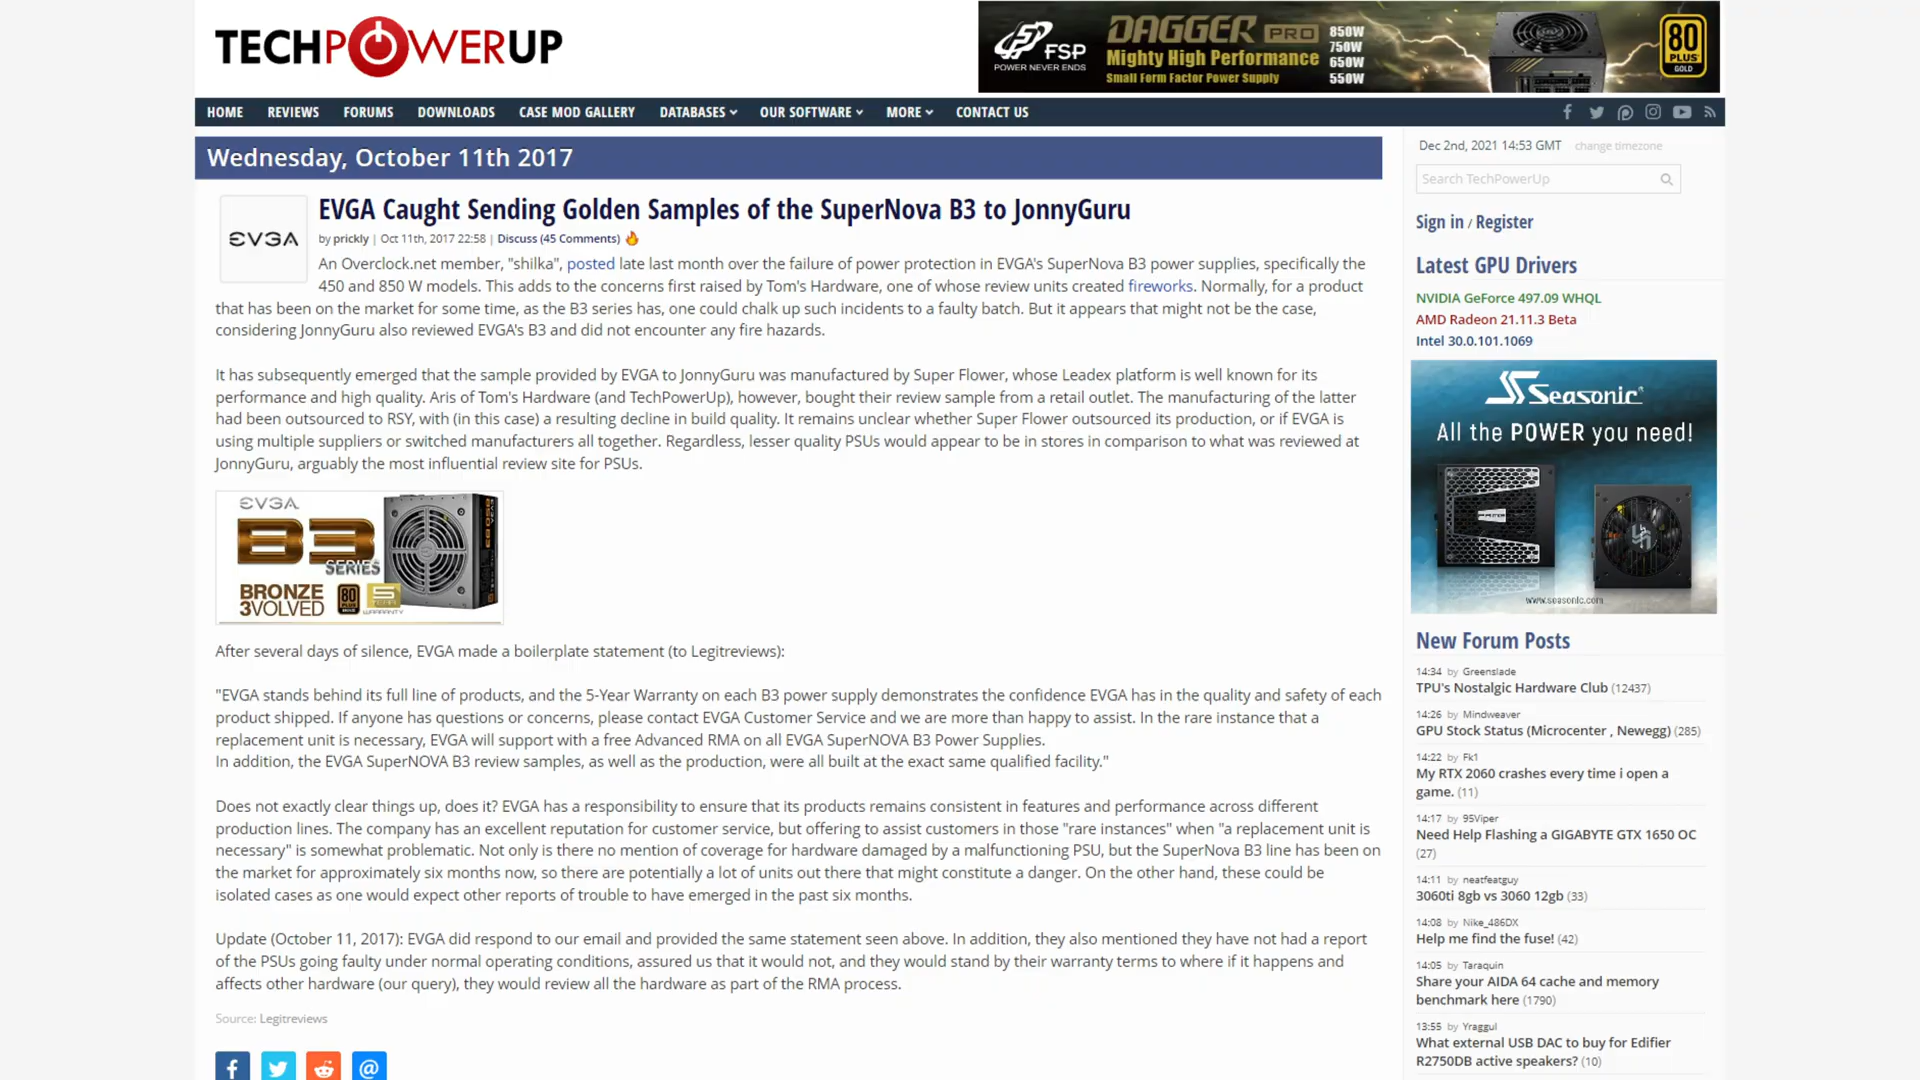 TECHPOWERUP
FSP
POWER NEVER ENDS
DAGGER PRO
Mighty High Performance
Small Form Factor Power Supply
850W
750W
650W
550W
80
PLUS
GOLD
HOME REVIEWS FORUMS DOWNLOADS CASE MOD GALLERY DATABASES OUR SOFTWARE MORE CONTACT US
Wednesday, October 11th 2017
EVGA
EVGA Caught Sending Golden Samples of the SuperNova B3 to JonnyGuru
by prickly | Oct 11th, 2017 22:58 | Discuss (45 Comments)
An Overclock.net member, "shilka", posted late last month over the failure of power protection in EVGA's SuperNova B3 power supplies, specifically the
450 and 850 W models. This adds to the concerns first raised by Tom's Hardware, one of whose review units created fireworks. Normally, for a product
that has been on the market for some time, as the B3 series has, one could chalk up such incidents to a faulty batch. But it appears that might not be the case,
considering JonnyGuru also reviewed EVGA's B3 and did not encounter any fire hazards.
It has subsequently emerged that the sample provided by EVGA to JonnyGuru was manufactured by Super Flower, whose Leadex platform is well known for its
performance and high quality. Aris of Tom's Hardware (and TechPowerUp), however, bought their review sample from a retail outlet. The manufacturing of the latter
had been outsourced to RSY, with (in this case) a resulting decline in build quality. It remains unclear whether Super Flower outsourced its production, or if EVGA is
using multiple suppliers or switched manufacturers all together. Regardless, lesser quality PSUs would appear to be in stores in comparison to what was reviewed at
JonnyGuru, arguably the most influential review site for PSUs.
EVGA
B3
SERIES
BRONZE
3VOLVED
80
PLUS
5
WARRANTY
After several days of silence, EVGA made a boilerplate statement (to Legitreviews):
"EVGA stands behind its full line of products, and the 5-Year Warranty on each B3 power supply demonstrates the confidence EVGA has in the quality and safety of each
product shipped. If anyone has questions or concerns, please contact EVGA Customer Service and we are more than happy to assist. In the rare instance that a
replacement unit is necessary, EVGA will support with a free Advanced RMA on all EVGA SuperNOVA B3 Power Supplies.
In addition, the EVGA SuperNOVA B3 review samples, as well as the production, were all built at the exact same qualified facility."
Does not exactly clear things up, does it? EVGA has a responsibility to ensure that its products remains consistent in features and performance across different
production lines. The company has an excellent reputation for customer service, but offering to assist customers in those "rare instances" when "a replacement unit is
necessary" is somewhat problematic. Not only is there no mention of coverage for hardware damaged by a malfunctioning PSU, but the SuperNova B3 line has been on
the market for approximately six months now, so there are potentially a lot of units out there that might constitute a danger. On the other hand, these could be
isolated cases as one would expect other reports of trouble to have emerged in the past six months.
Update (October 11, 2017): EVGA did respond to our email and provided the same statement seen above. In addition, they also mentioned they have not had a report
of the PSUs going faulty under normal operating conditions, assured us that it would not, and they would stand by their warranty terms to where if it happens and
affects other hardware (our query), they would review all the hardware as part of the RMA process.
Source: Legitreviews
Dec 2nd, 2021 14:53 GMT change timezone
Search TechPowerUp
Sign in / Register
Latest GPU Drivers
NVIDIA GeForce 497.09 WHQL
AMD Radeon 21.11.3 Beta
Intel 30.0.101.1069
Seasonic
All the POWER you need!
www.seasonic.com
New Forum Posts
14:34 by Greenslade
TPU's Nostalgic Hardware Club (12437)
14:26 by Mindweaver
GPU Stock Status (Microcenter , Newegg) (285)
14:22 by Fk1
My RTX 2060 crashes every time i open a
game. (11)
14:17 by 95Viper
Need Help Flashing a GIGABYTE GTX 1650 OC
(27)
14:11 by neatfeatguy
3060ti 8gb vs 3060 12gb (33)
14:08 by Nike_486DX
Help me find the fuse! (42)
14:05 by Taraquin
Share your AIDA 64 cache and memory
benchmark here (1790)
13:55 by Yraggul
What external USB DAC to buy for Edifier
R2750DB active speakers? (10)